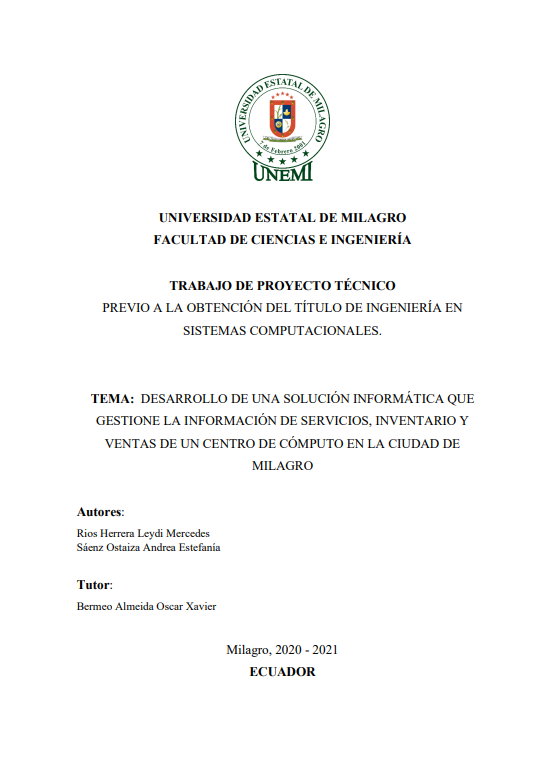 UNIVERSIDAD ESTATAL DE MILAGRO
7 de Febrero 2001
UNEMI
UNIVERSIDAD ESTATAL DE MILAGRO
FACULTAD DE CIENCIAS E INGENIERÍA
TRABAJO DE PROYECTO TÉCNICO
PREVIO A LA OBTENCIÓN DEL TÍTULO DE INGENIERÍA EN
SISTEMAS COMPUTACIONALES.
TEMA: DESARROLLO DE UNA SOLUCIÓN INFORMÁTICA QUE
GESTIONE LA INFORMACIÓN DE SERVICIOS, INVENTARIO Y
VENTAS DE UN CENTRO DE CÓMPUTO EN LA CIUDAD DE
MILAGRO
Autores:
Rios Herrera Leydi Mercedes
Sáenz Ostaiza Andrea Estefanía
Tutor:
Bermeo Almeida Oscar Xavier
Milagro, 2020 - 2021
ECUADOR